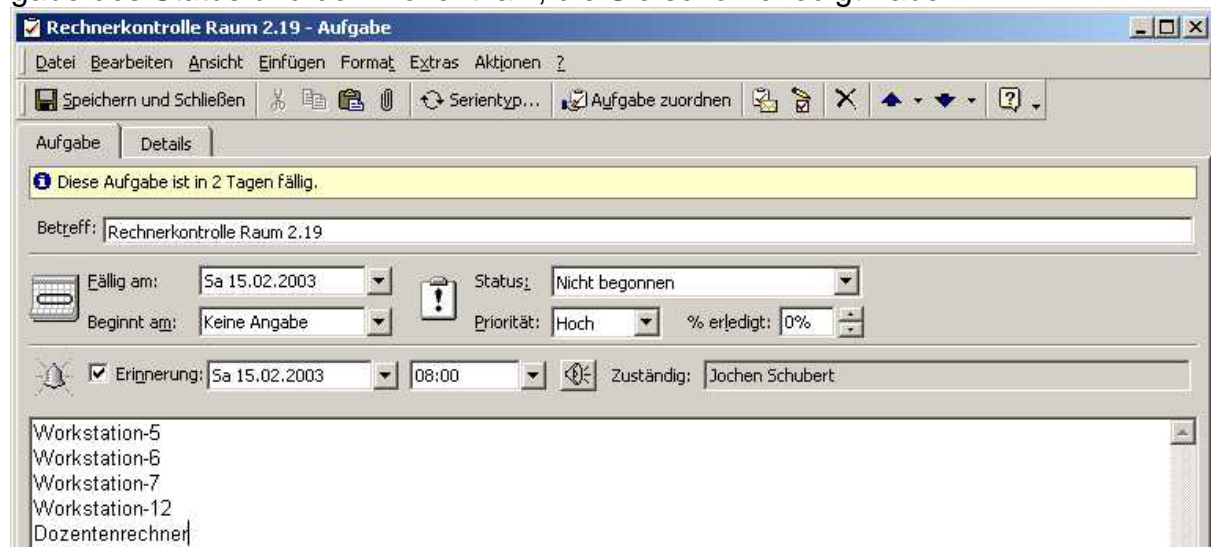 Rechnerkontrolle Raum 2.19 - Aufgabe
Datei Bearbeiten Ansicht Einfügen Format Extras Aktionen ?
Speichern und Schließen Serientyp... Aufgabe zuordnen
Aufgabe Details
Diese Aufgabe ist in 2 Tagen fällig.
Betreff: Rechnerkontrolle Raum 2.19
Fällig am: Sa 15.02.2003 Status: Nicht begonnen
Beginnt am: Keine Angabe Priorität: Hoch % erledigt: 0%
Erinnerung: Sa 15.02.2003 08:00 Zuständig: Jochen Schubert
Workstation-5
Workstation-6
Workstation-7
Workstation-12
Dozentenrechner